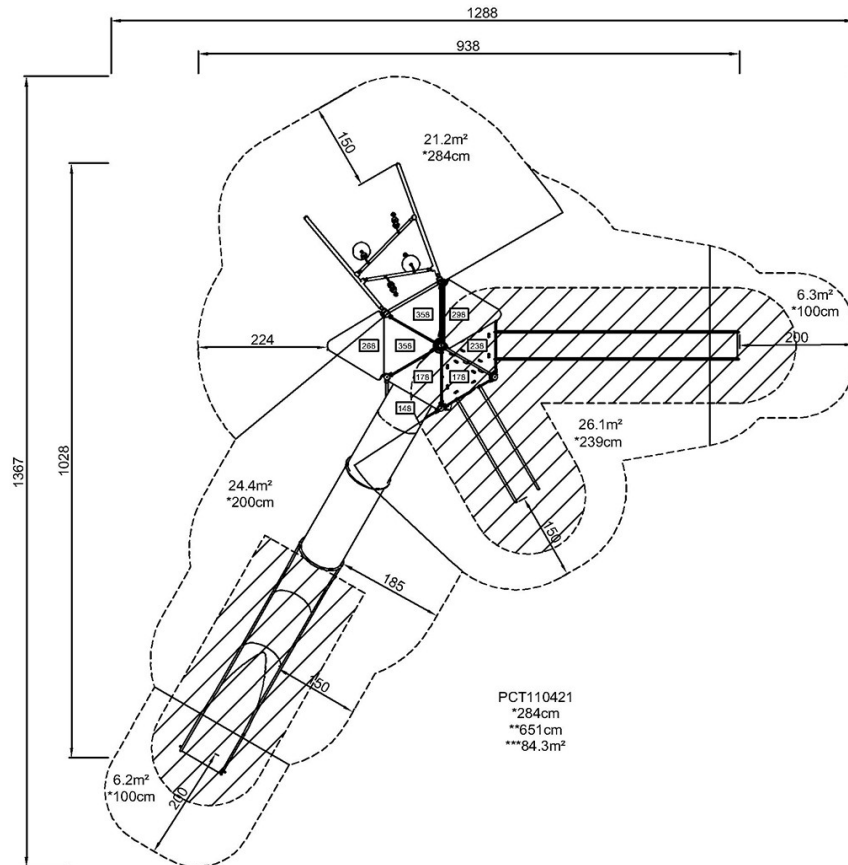 1288
938
150
21.2m²
*284cm
1367
1028
224
358
298
6.3m²
*100cm
200
268
358
238
178
178
148
26.1m²
*239cm
24.4m²
*200cm
150
185
150
PCT110421
*284cm
**651cm
***84.3m²
6.2m²
*100cm
200